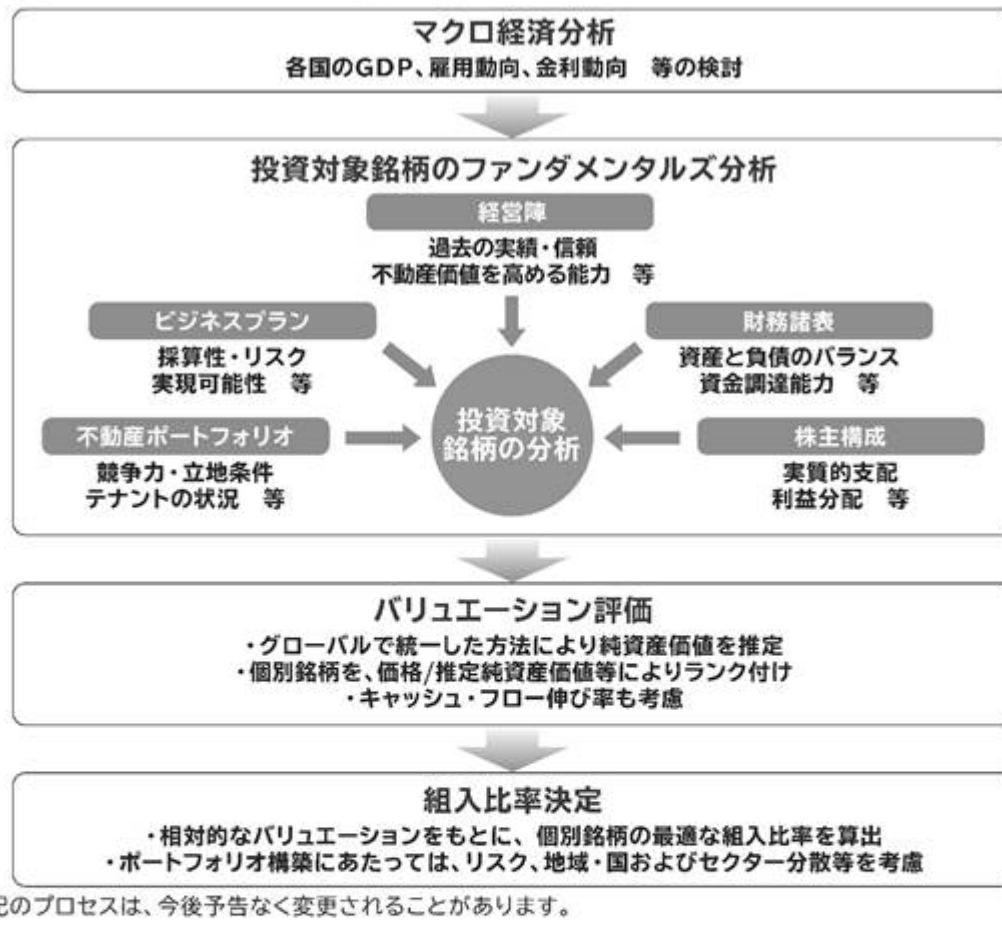 マクロ経済分析
各国のGDP、雇用動向、金利動向　等の検討
投資対象銘柄のファンダメンタルズ分析
経営陣
過去の実績・信頼
不動産価値を高める能力　等
ビジネスプラン
採算性・リスク
実現可能性　等
財務諸表
資産と負債のバランス
資金調達能力　等
不動産ポートフォリオ
競争力・立地条件
テナントの状況　等
投資対象
銘柄の分析
株主構成
実質的支配
利益分配　等
バリュエーション評価
・グローバルで統一した方法により純資産価値を推定
・個別銘柄を、価格/推定純資産価値等によりランク付け
・キャッシュ・フロー伸び率も考慮
組入比率決定
・相対的なバリュエーションをもとに、個別銘柄の最適な組入比率を算出
・ポートフォリオ構築にあたっては、リスク、地域・国およびセクター分散等を考慮
記のプロセスは、今後予告なく変更されることがあります。